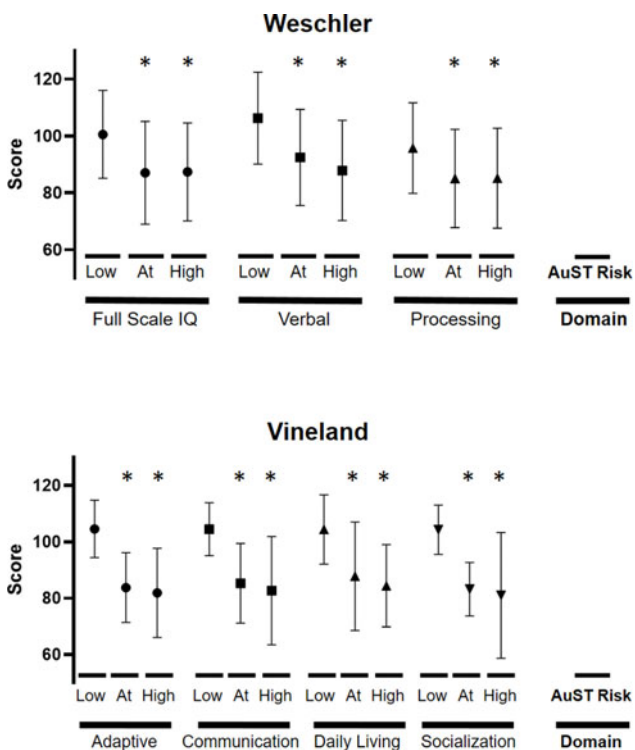 Weschler
* * * * * *
120
100
80
60
Score
Low At High Low At High Low At High AuST Risk
Full Scale IQ Verbal Processing Domain
Vineland
* * * * * * * *
120
100
80
60
Score
Low At High Low At High Low At High Low At High AuST Risk
Adaptive Communication Daily Living Socialization Domain